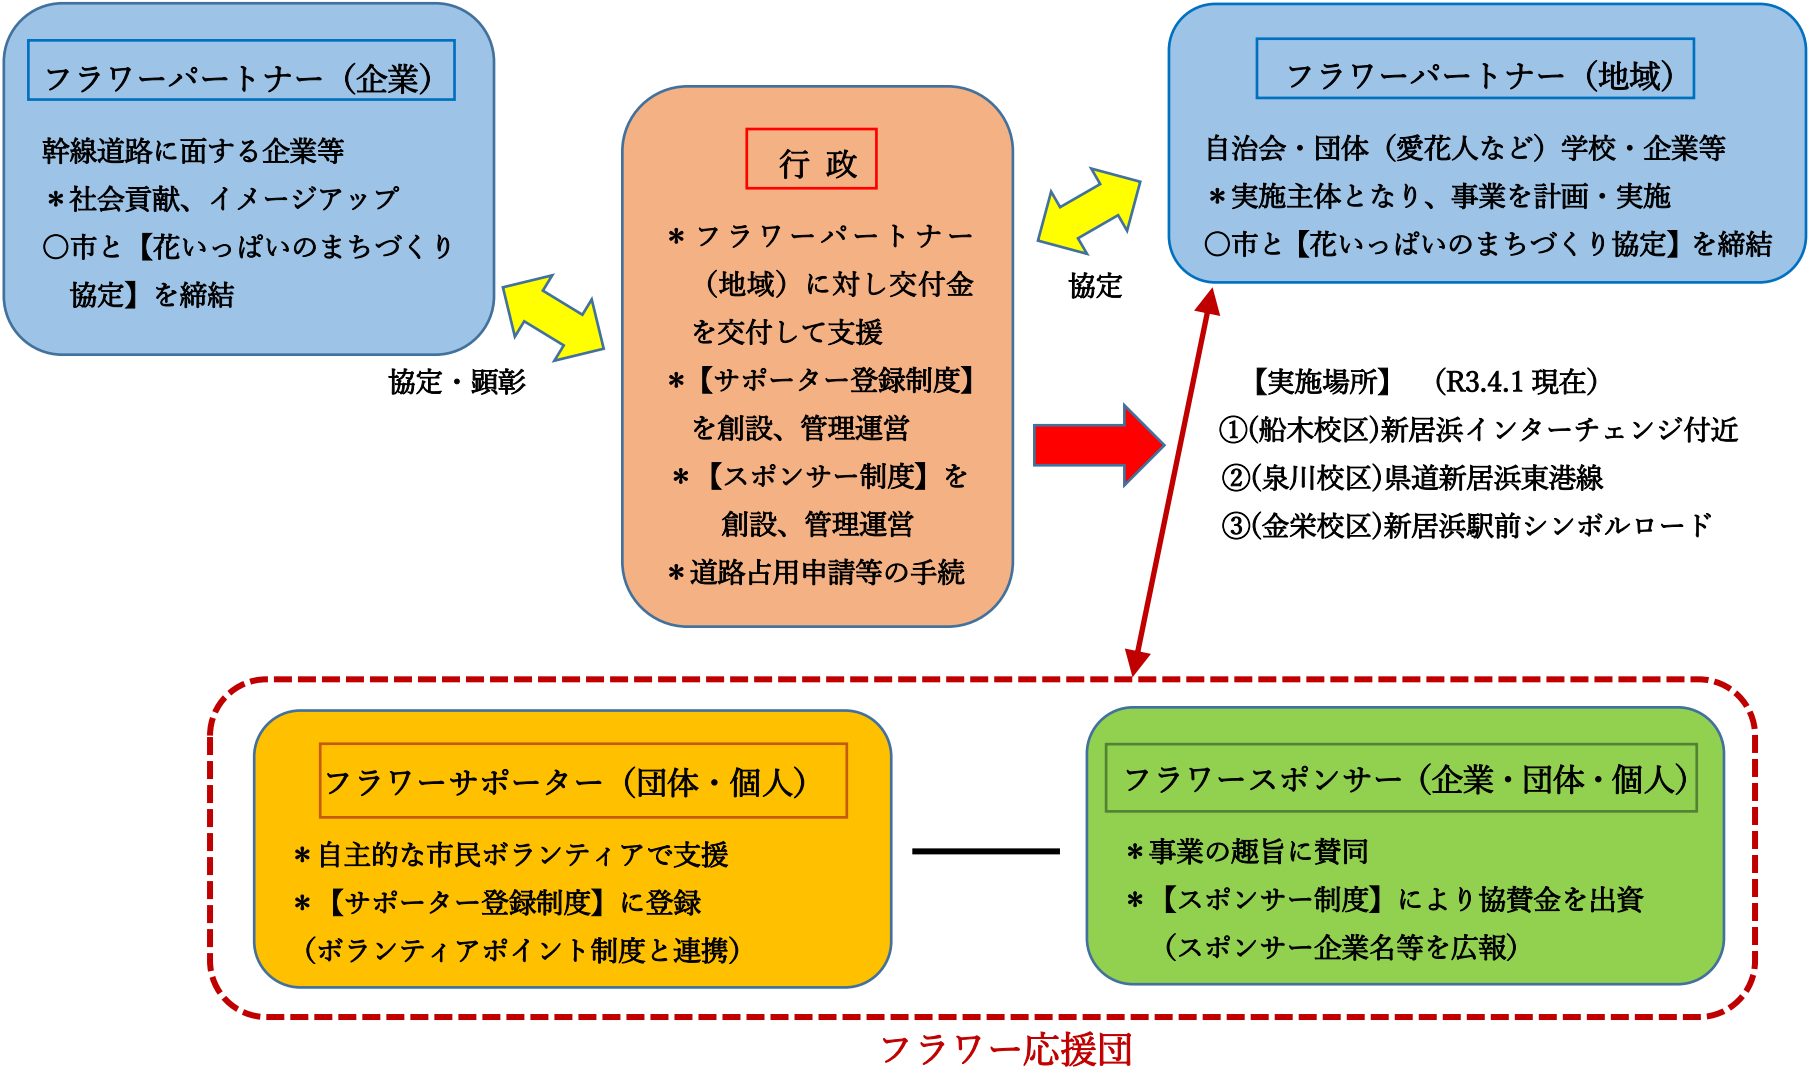 フラワーパートナー（企業）
幹線道路に面する企業等
＊社会貢献、イメージアップ
〇市と【花いっぱいのまちづくり
協定】を締結
協定・顕彰
行 政
＊フラワーパートナー
（地域）に対し交付金
を交付して支援
＊【サポーター登録制度】
を創設、管理運営
＊【スポンサー制度】を
創設、管理運営
＊道路占用申請等の手続
フラワーパートナー（地域）
自治会・団体（愛花人など）学校・企業等
＊実施主体となり、事業を計画・実施
〇市と【花いっぱいのまちづくり協定】を締結
協定
【実施場所】　（R3.4.1 現在）
①(船木校区)新居浜インターチェンジ付近
②(泉川校区)県道新居浜東港線
③(金栄校区)新居浜駅前シンボルロード
フラワーサポーター（団体・個人）
＊自主的な市民ボランティアで支援
＊【サポーター登録制度】に登録
（ボランティアポイント制度と連携）
フラワースポンサー（企業・団体・個人）
＊事業の趣旨に賛同
＊【スポンサー制度】により協賛金を出資
（スポンサー企業名等を広報）
フラワー応援団